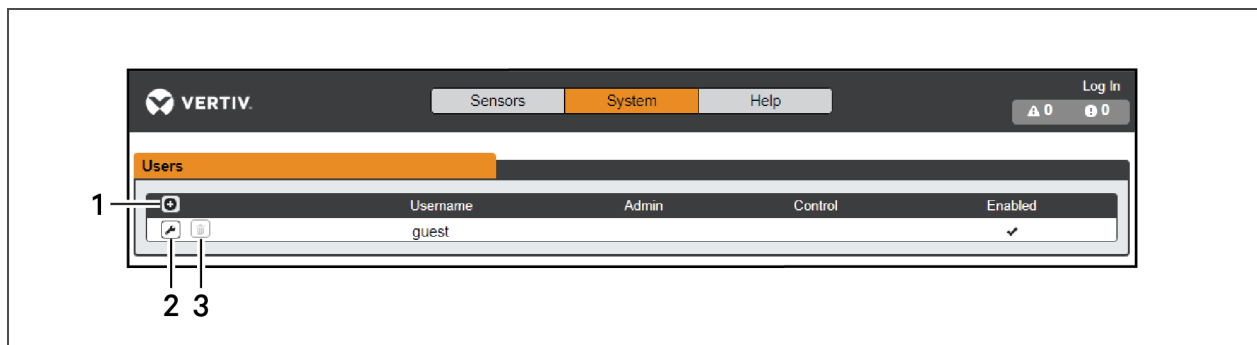 VERTIV.
Sensors System Help
Log In
0 0
Users
1
Username Admin Control Enabled
guest
2 3